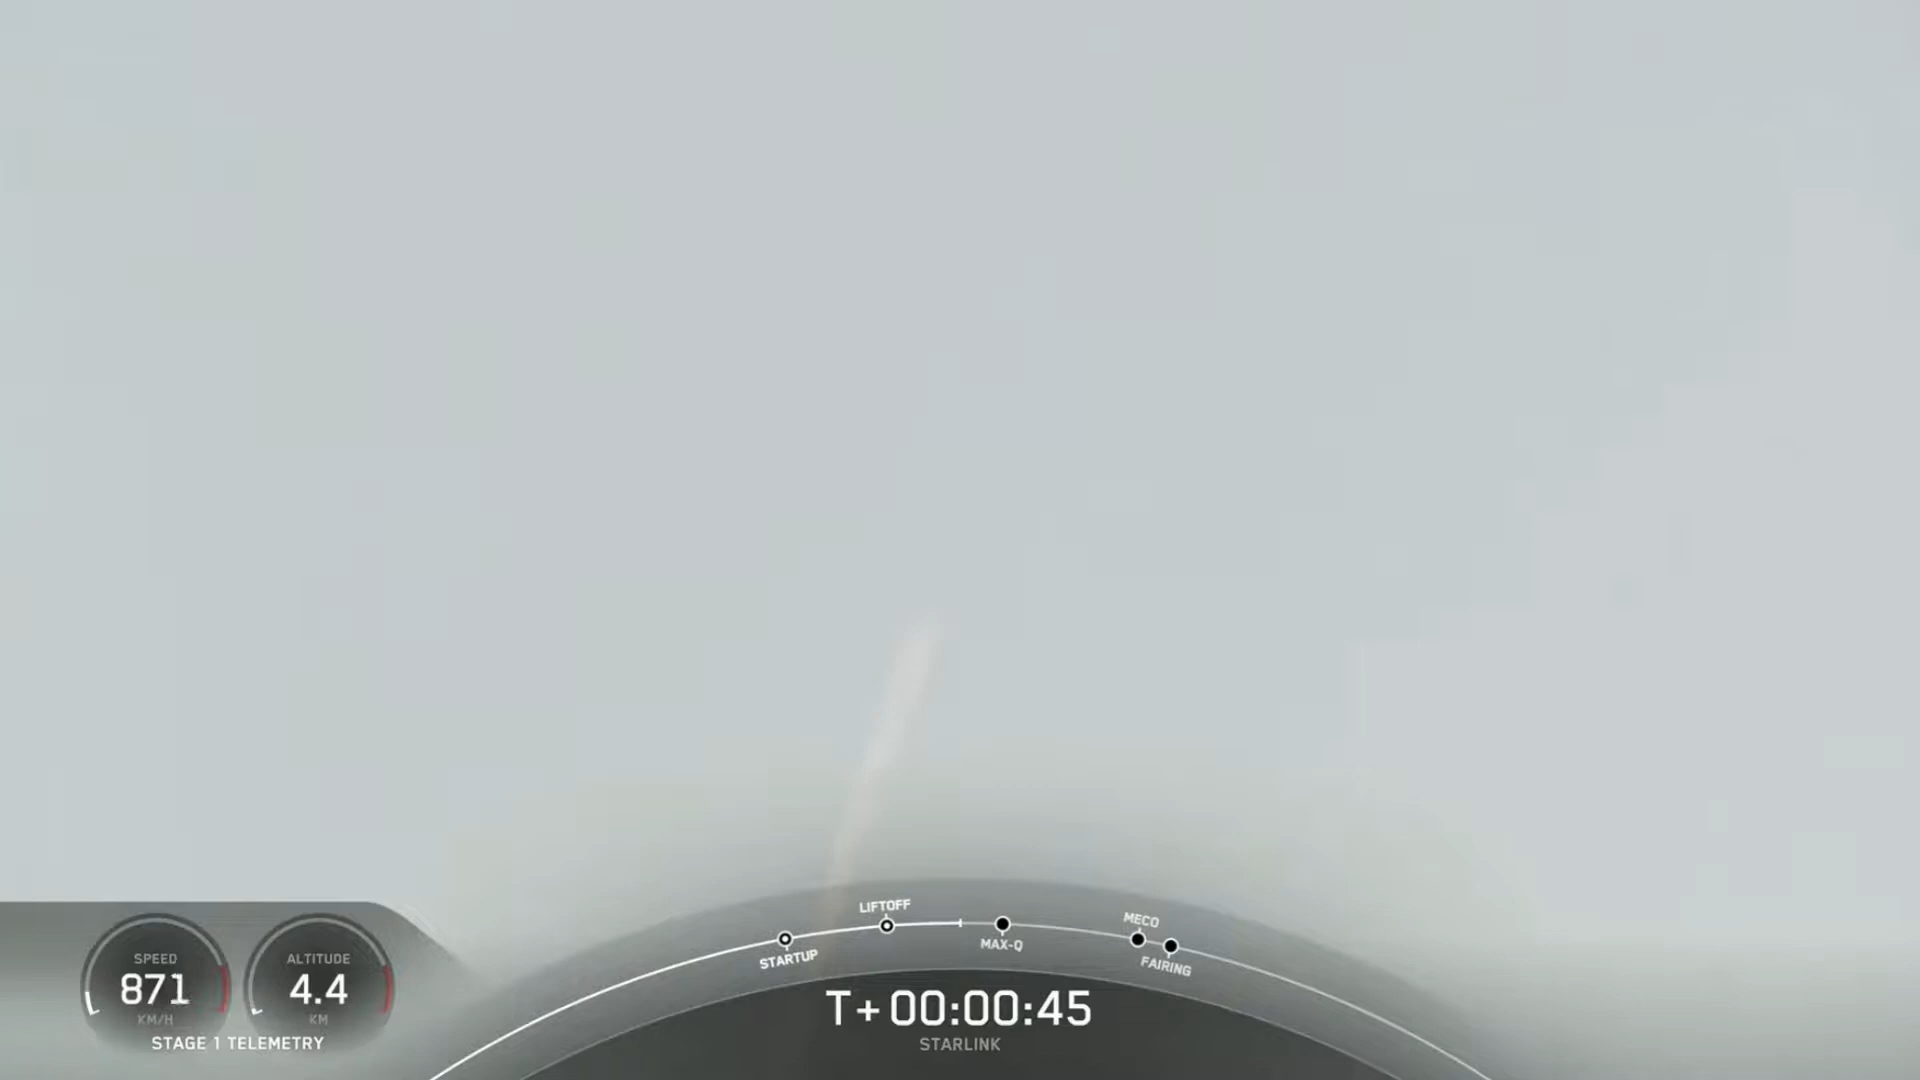 LIFTOFF
MECO
STARTUP
MAX-Q
FAIRING
SPEED
871
KM/H
ALTITUDE
4.4
KM
STAGE 1 TELEMETRY
T+00:00:45
STARLINK